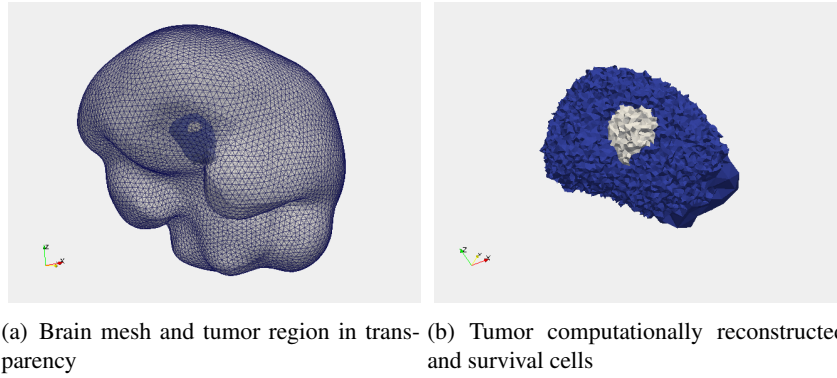 (a) Brain mesh and tumor region in trans-
parency
(b) Tumor computationally reconstructed
and survival cells